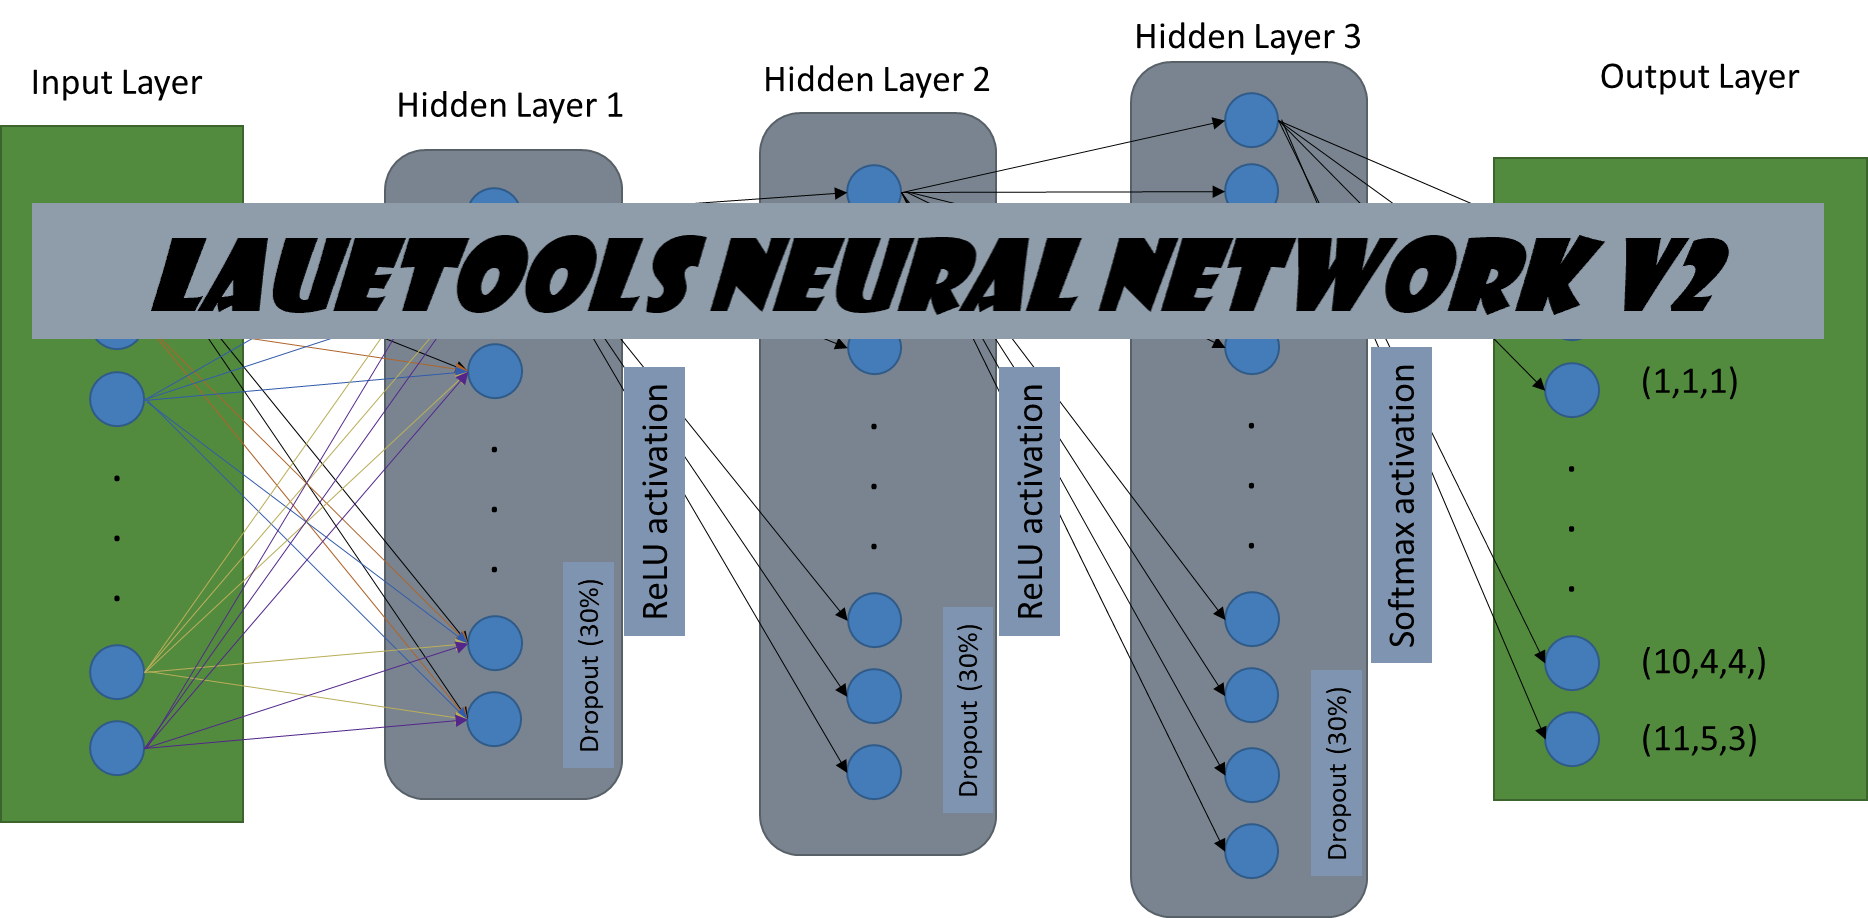 Input Layer
Hidden Layer 1
Hidden Layer 2
Hidden Layer 3
Output Layer
LAUETOOLS NEURAL NETWORK V2
(1,1,1)
(10,4,4,)
(11,5,3)
ReLU activation
Dropout (30%)
ReLU activation
Dropout (30%)
Softmax activation
Dropout (30%)